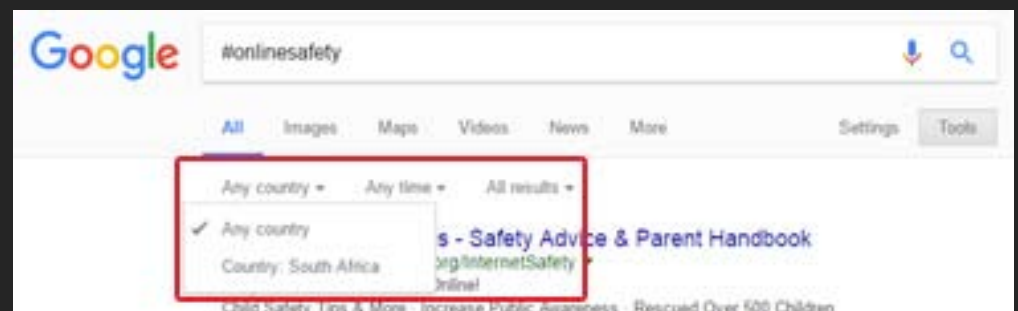 Google #onlinesafety
All Images Maps Videos News More Settings Tools
Any country Any time All results
Any country
s - Safety Advice & Parent Handbook
org/InternetSafety
Country: South Africa
Online!
Child Safety Tips & More · Increase Public Awareness · Rescued Over 500 Children